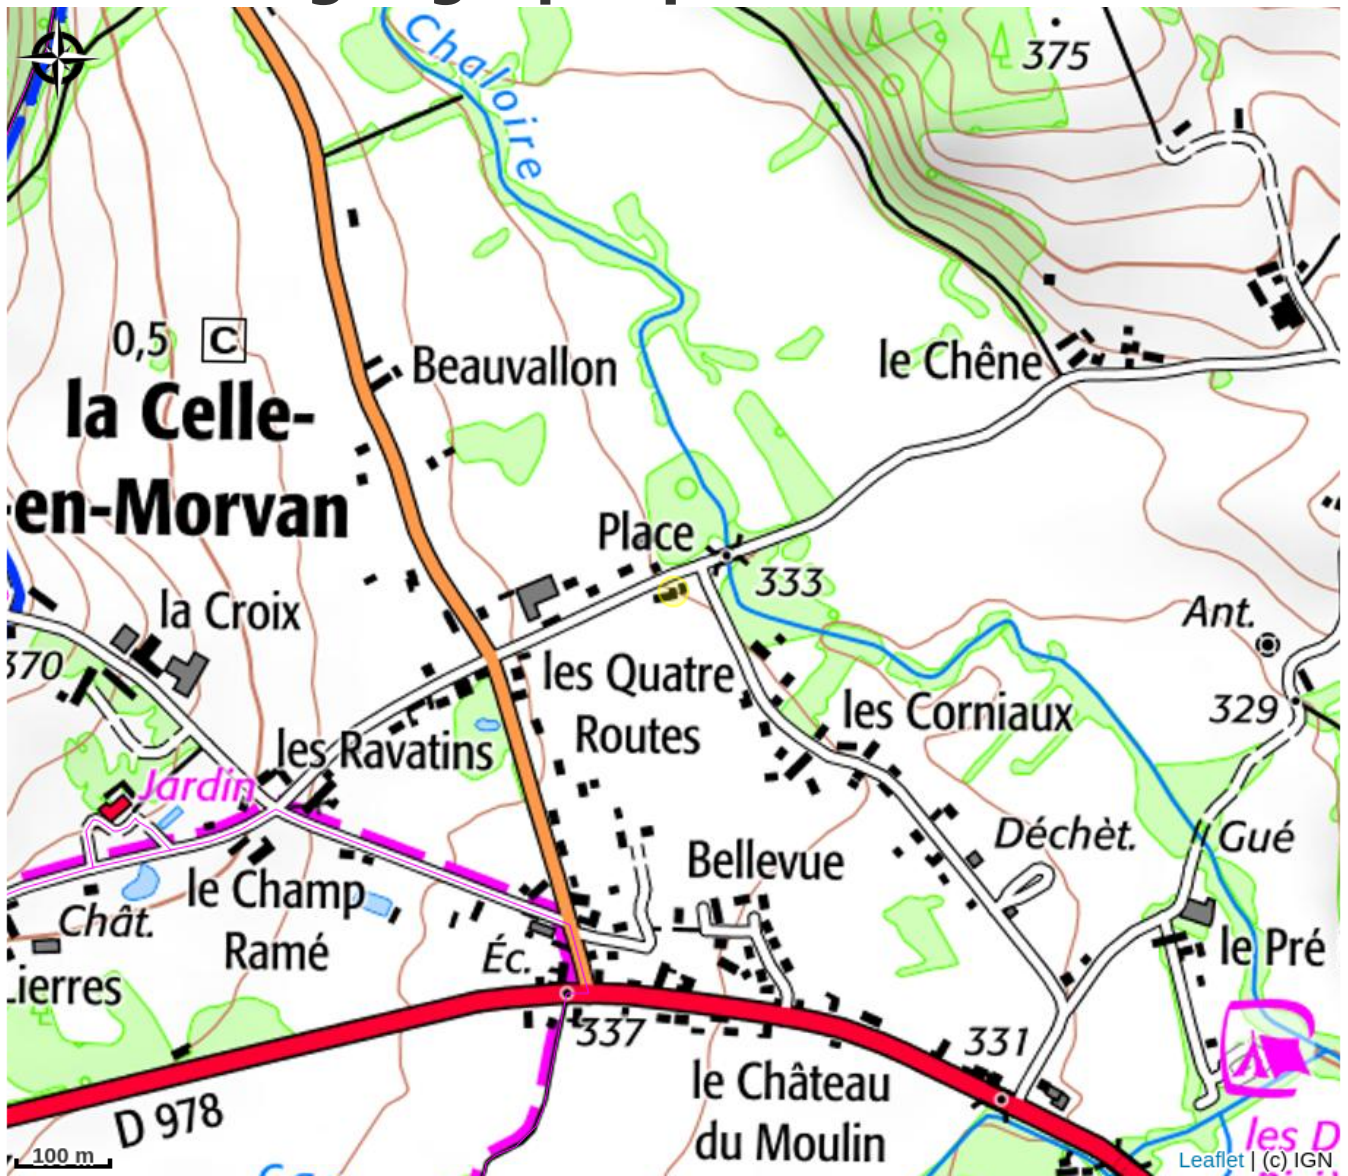 Chaloire
375
0,5 C
Beauvallon
le Chêne
la Celle-
-en-Morvan
Place
333
la Croix
Ant.
370
les Quatre
Routes
329
les Corniaux
les Ravatins
Jardin
Déchèt.
Gué
Bellevue
le Champ
Ramé
Chât.
Éc.
le Pré
Lierres
337
331
le Château
du Moulin
D 978
les D
100 m
Leaflet | (c) IGN